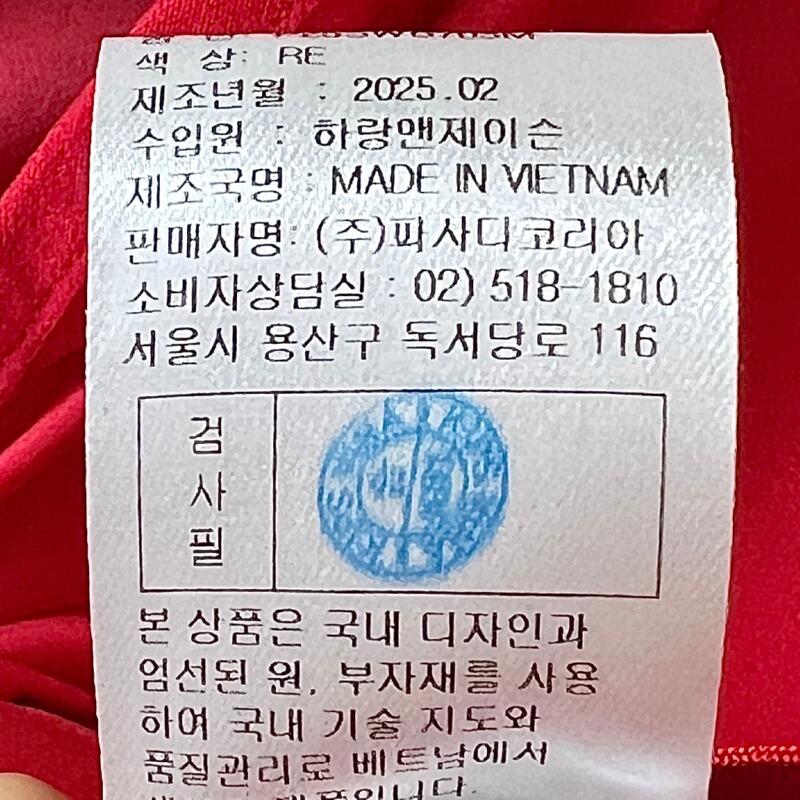 색 상: RE
제조년월 : 2025.02
수입원 : 하랑앤제이슨
제조국명 : MADE IN VIETNAM
판매자명: (주)파사디코리아
소비자상담실 : 02) 518-1810
서울시 용산구 독서당로 116
검
사
필
본 상품은 국내 디자인과
엄선된 원, 부자재를 사용
하여 국내 기술 지도와
품질관리로 베트남에서